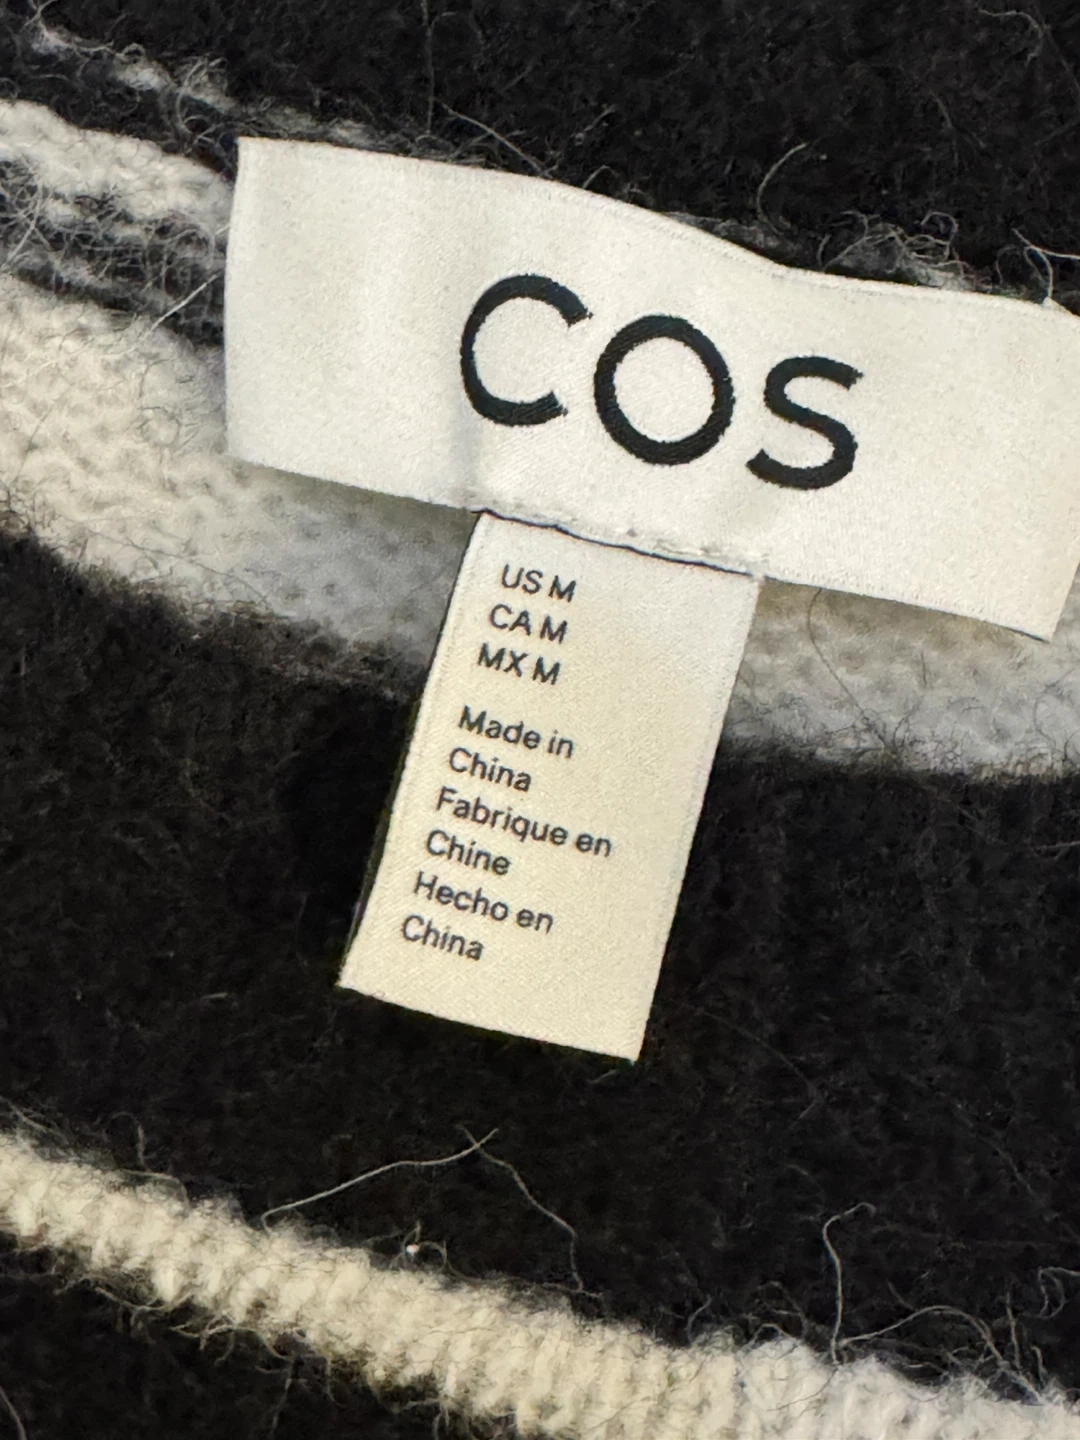 COS
US M
CA M
MX M
Made in
China
Fabrique en
Chine
Hecho en
China